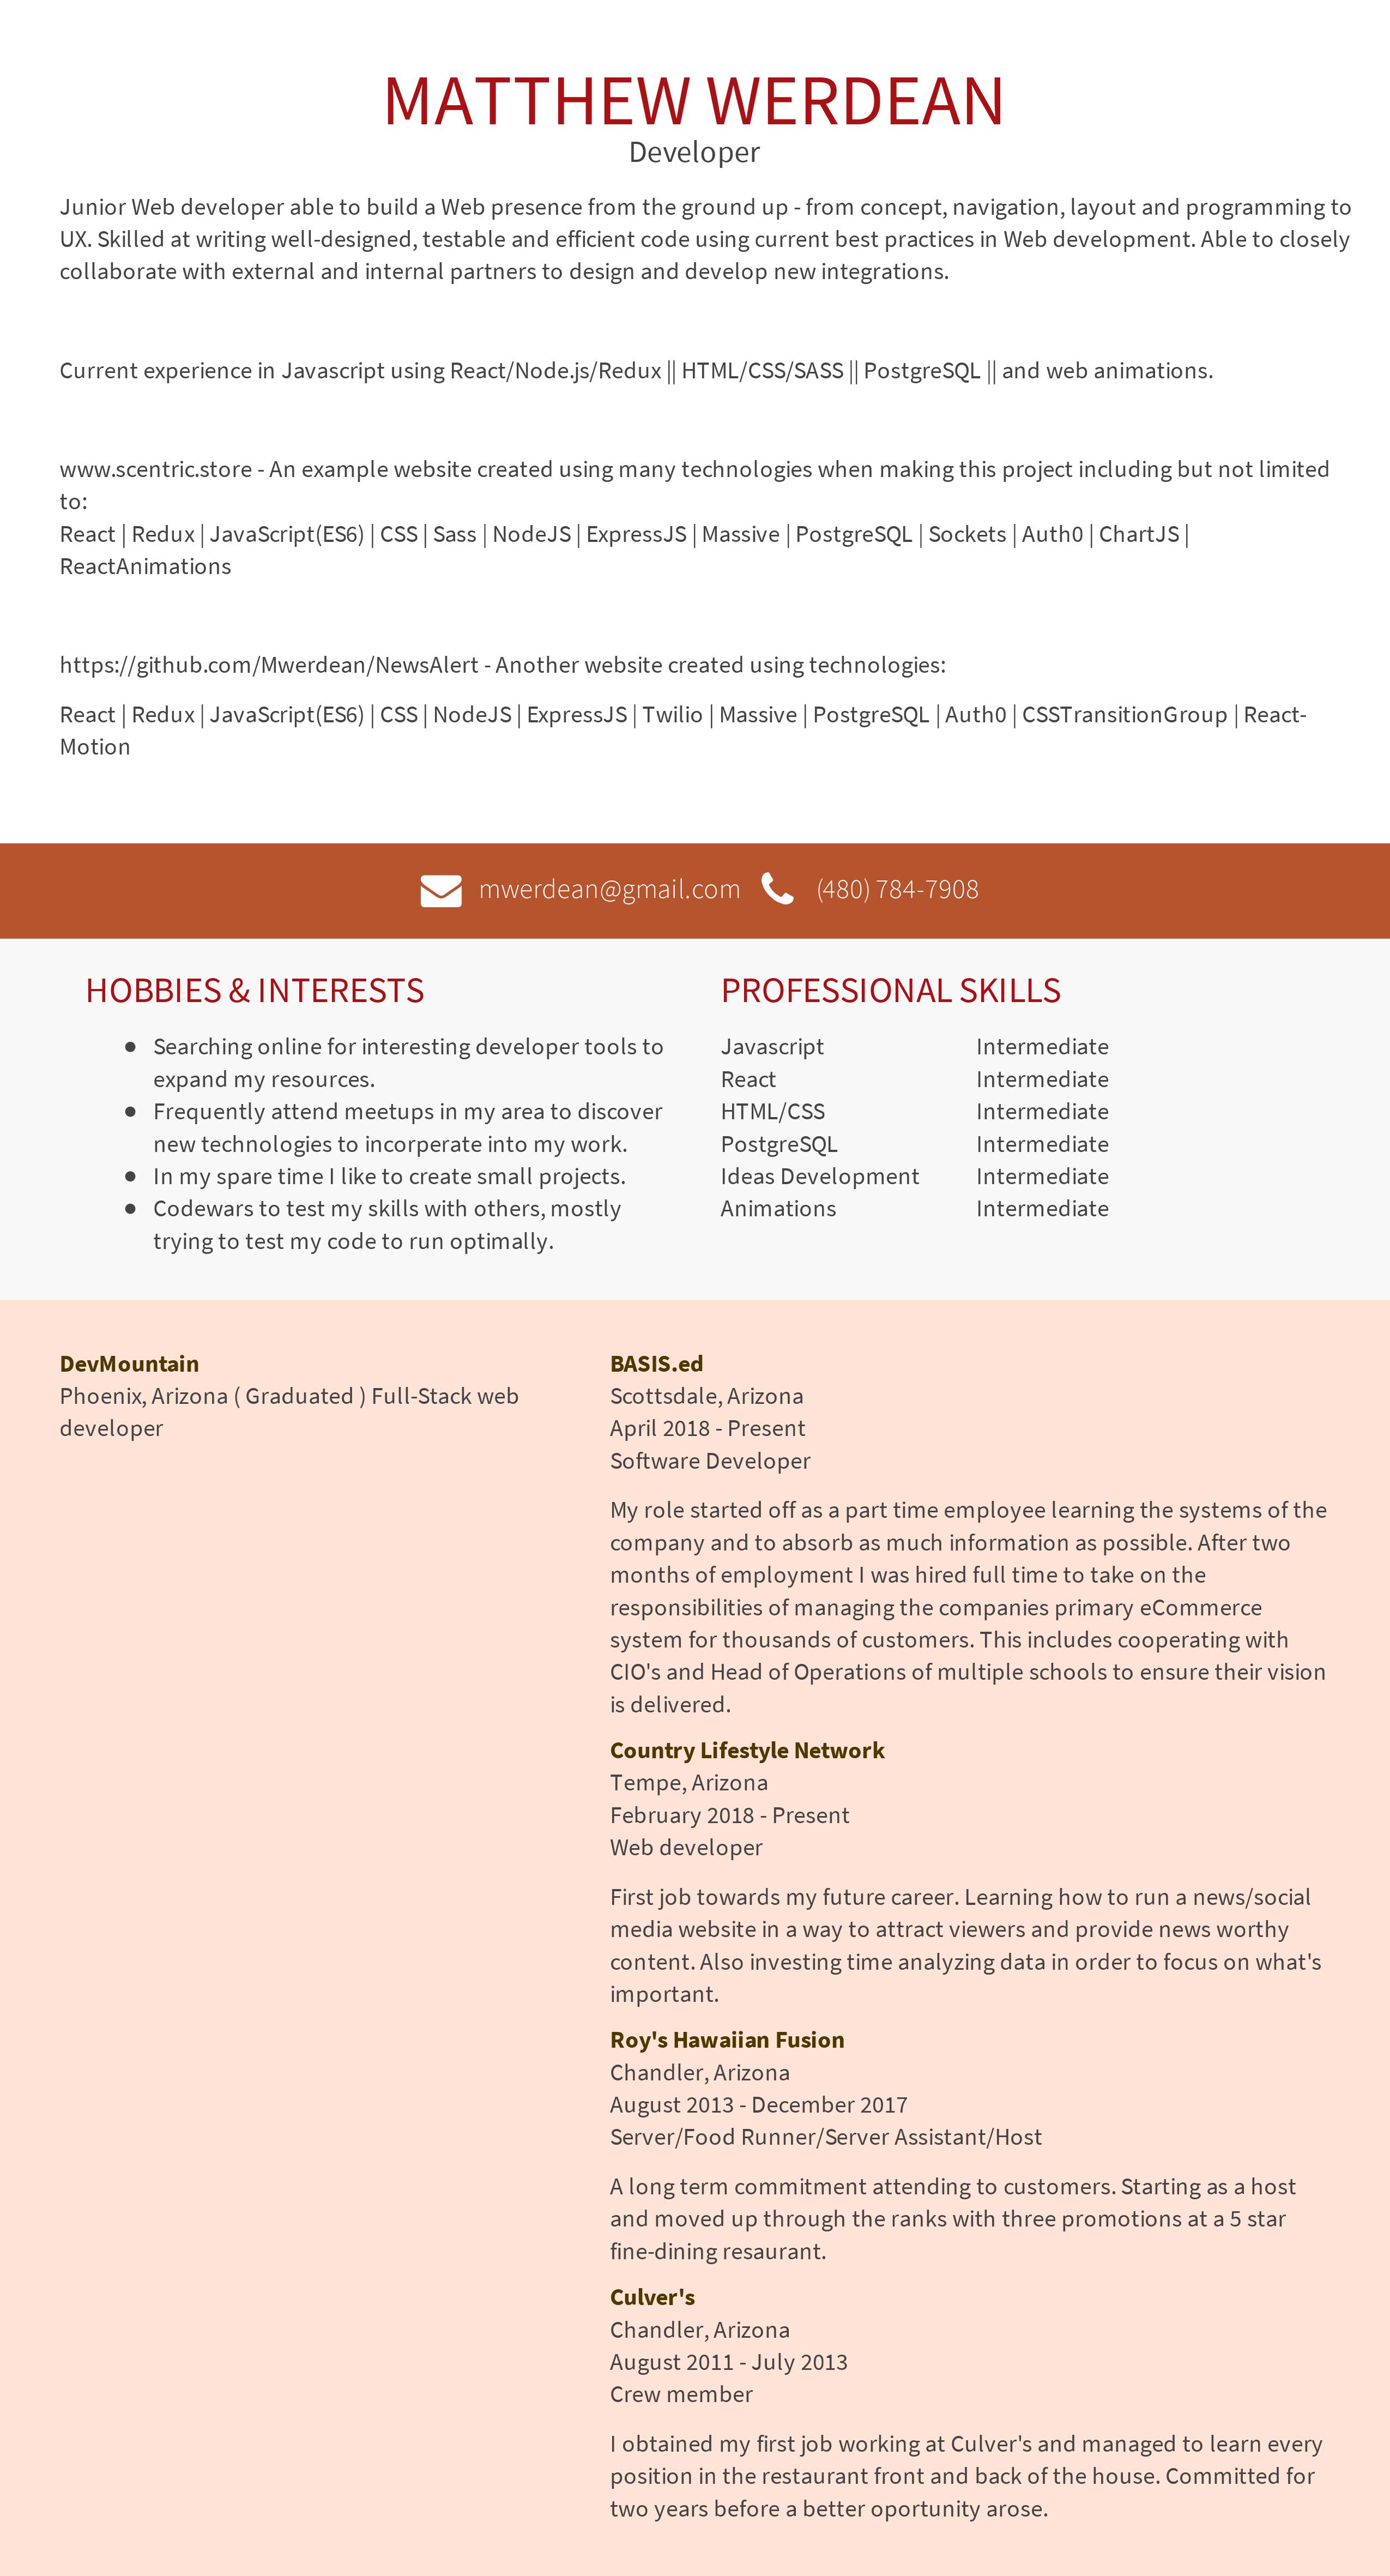 MATTHEW WERDEAN
Developer
Junior Web developer able to build a Web presence from the ground up - from concept, navigation, layout and programming to
UX. Skilled at writing well-designed, testable and efficient code using current best practices in Web development. Able to closely
collaborate with external and internal partners to design and develop new integrations.
Current experience in Javascript using React/Node.js/Redux || HTML/CSS/SASS || PostgreSQL || and web animations.
www.scentric.store - An example website created using many technologies when making this project including but not limited
to:
React | Redux | JavaScript(ES6) | CSS | Sass | NodeJS | ExpressJS | Massive | PostgreSQL | Sockets | Auth0 | ChartJS |
ReactAnimations
https://github.com/Mwerdean/NewsAlert - Another website created using technologies:
React | Redux | JavaScript(ES6) | CSS | NodeJS | ExpressJS | Twilio | Massive | PostgreSQL | Auth0 | CSSTransitionGroup | React-
Motion
mwerdean@gmail.com (480) 784-7908
HOBBIES & INTERESTS
● Searching online for interesting developer tools to
expand my resources.
● Frequently attend meetups in my area to discover
new technologies to incorperate into my work.
● In my spare time I like to create small projects.
● Codewars to test my skills with others, mostly
trying to test my code to run optimally.
PROFESSIONAL SKILLS
Javascript Intermediate
React Intermediate
HTML/CSS Intermediate
PostgreSQL Intermediate
Ideas Development Intermediate
Animations Intermediate
DevMountain
Phoenix, Arizona ( Graduated ) Full-Stack web
developer
BASIS.ed
Scottsdale, Arizona
April 2018 - Present
Software Developer
My role started off as a part time employee learning the systems of the
company and to absorb as much information as possible. After two
months of employment I was hired full time to take on the
responsibilities of managing the companies primary eCommerce
system for thousands of customers. This includes cooperating with
CIO's and Head of Operations of multiple schools to ensure their vision
is delivered.
Country Lifestyle Network
Tempe, Arizona
February 2018 - Present
Web developer
First job towards my future career. Learning how to run a news/social
media website in a way to attract viewers and provide news worthy
content. Also investing time analyzing data in order to focus on what's
important.
Roy's Hawaiian Fusion
Chandler, Arizona
August 2013 - December 2017
Server/Food Runner/Server Assistant/Host
A long term commitment attending to customers. Starting as a host
and moved up through the ranks with three promotions at a 5 star
fine-dining resaurant.
Culver's
Chandler, Arizona
August 2011 - July 2013
Crew member
I obtained my first job working at Culver's and managed to learn every
position in the restaurant front and back of the house. Committed for
two years before a better oportunity arose.